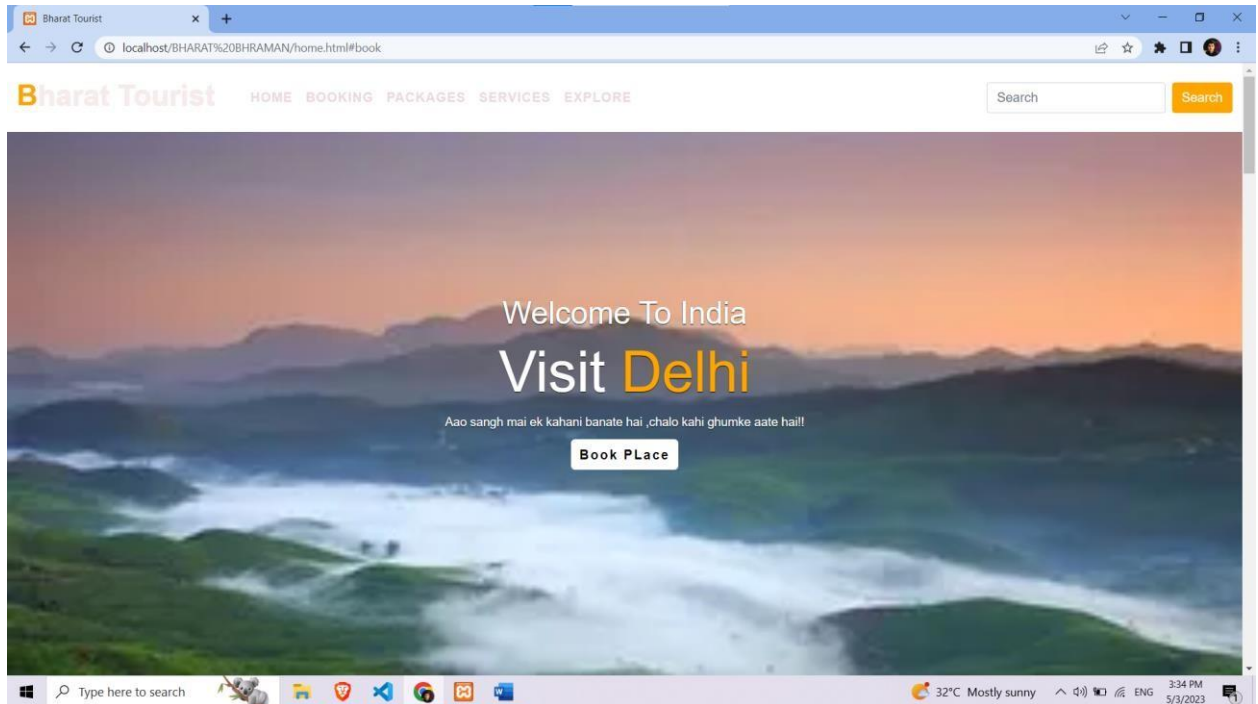 Bharat Tourist
localhost/BHARAT%20BHRAMAN/home.html#book
Bharat Tourist HOME BOOKING PACKAGES SERVICES EXPLORE Search Search
Welcome To India
Visit Delhi
Aao sangh mai ek kahani banate hai ,chalo kahi ghumke aate hai!!
Book PLace
Type here to search 32°C Mostly sunny ENG 3:34 PM
5/3/2023